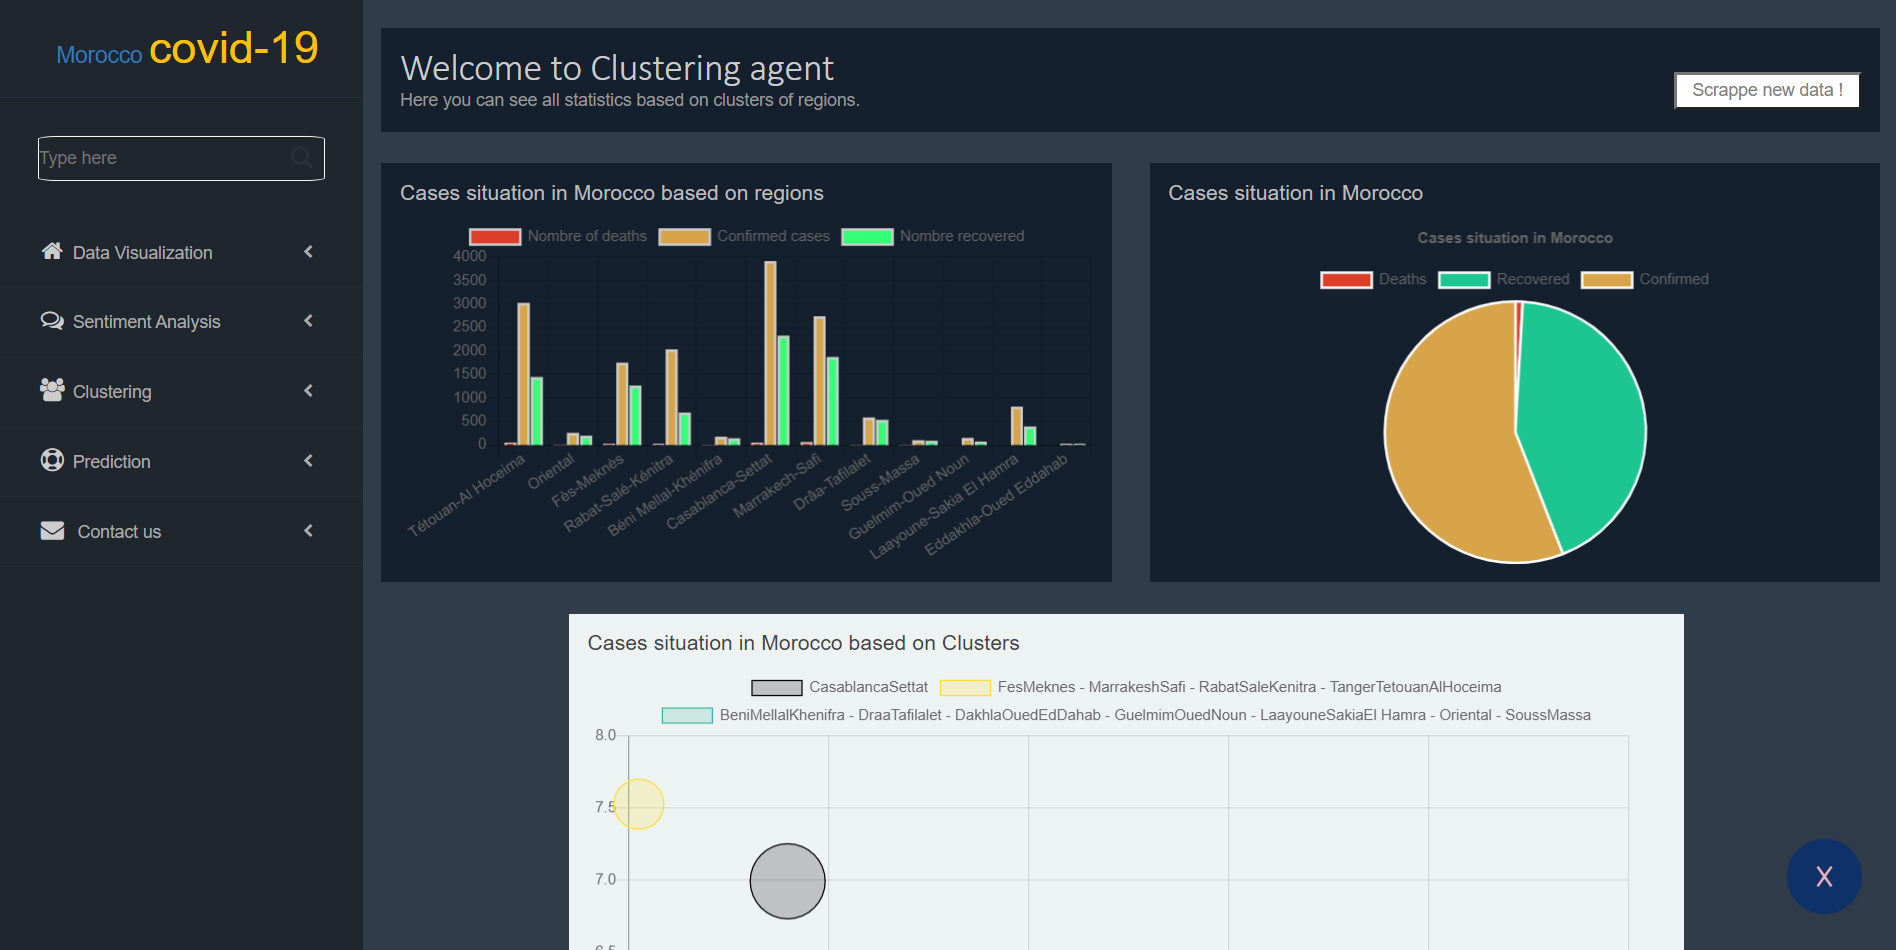 Morocco covid-19
Type here
Data Visualization
Sentiment Analysis
Clustering
Prediction
Contact us
Welcome to Clustering agent
Here you can see all statistics based on clusters of regions.
Scrappe new data !
Cases situation in Morocco based on regions
Nombre of deaths Confirmed cases Nombre recovered
4000
3500
3000
2500
2000
1500
1000
500
0
Tétouan-Al Hoceima
Oriental
Fès-Meknès
Rabat-Salé-Kénitra
Béni Mellal-Khénifra
Casablanca-Settat
Marrakech-Safi
Drâa-Tafilalet
Souss-Massa
Guelmim-Oued Noun
Laayoune-Sakia El Hamra
Eddakhla-Oued Eddahab
Cases situation in Morocco
Cases situation in Morocco
Deaths Recovered Confirmed
Cases situation in Morocco based on Clusters
CasablancaSettat FesMeknes - MarrakeshSafi - RabatSaleKenitra - TangerTetouanAlHoceima
BeniMellalKhenifra - DraaTafilalet - DakhlaOuedEdDahab - GuelmimOuedNoun - LaayouneSakiaEl Hamra - Oriental - SoussMassa
8.0
7.5
7.0
6.5
X